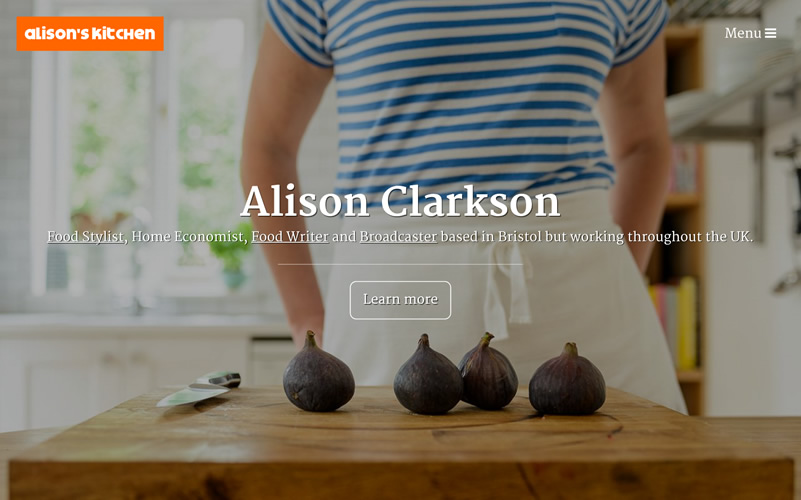 alison's kitchen
Menu
Alison Clarkson
Food Stylist, Home Economist, Food Writer and Broadcaster based in Bristol but working throughout the UK.
Learn more